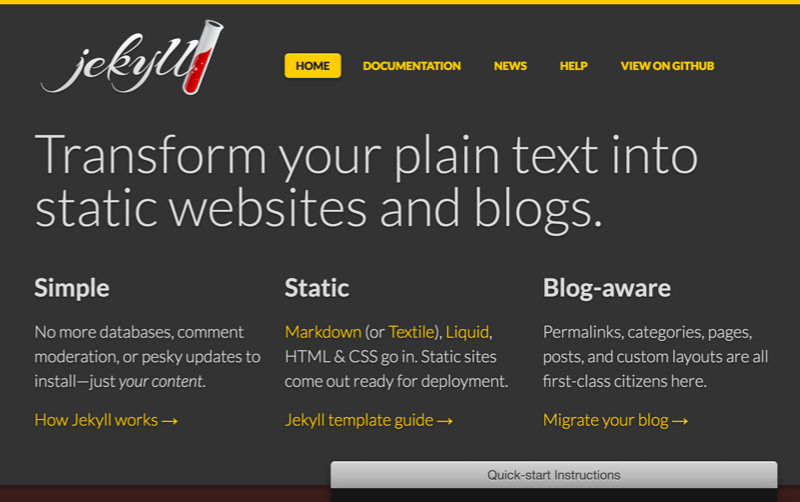 jekyll
HOME DOCUMENTATION NEWS HELP VIEW ON GITHUB
Transform your plain text into
static websites and blogs.
Simple
No more databases, comment
moderation, or pesky updates to
install—just your content.
How Jekyll works →
Static
Markdown (or Textile), Liquid,
HTML & CSS go in. Static sites
come out ready for deployment.
Jekyll template guide →
Blog-aware
Permalinks, categories, pages,
posts, and custom layouts are all
first-class citizens here.
Migrate your blog →
Quick-start Instructions